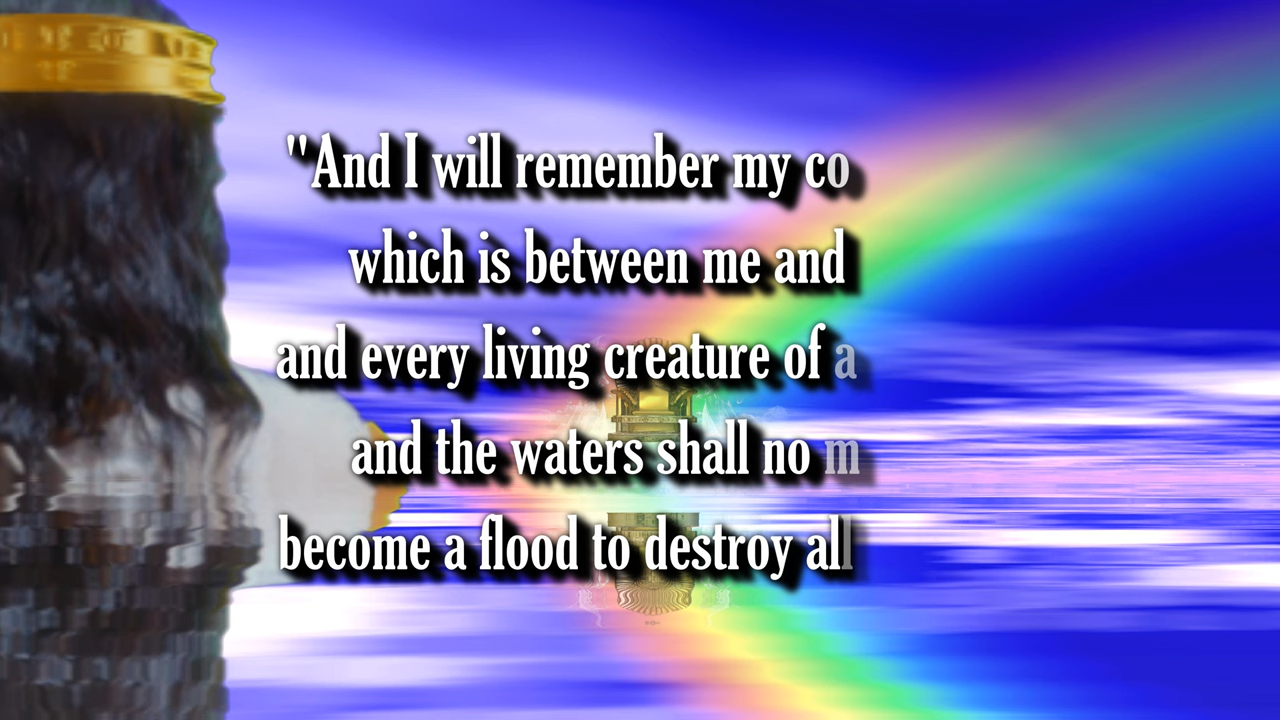 "And I will remember my co
which is between me and
and every living creature of a
and the waters shall no m
become a flood to destroy all